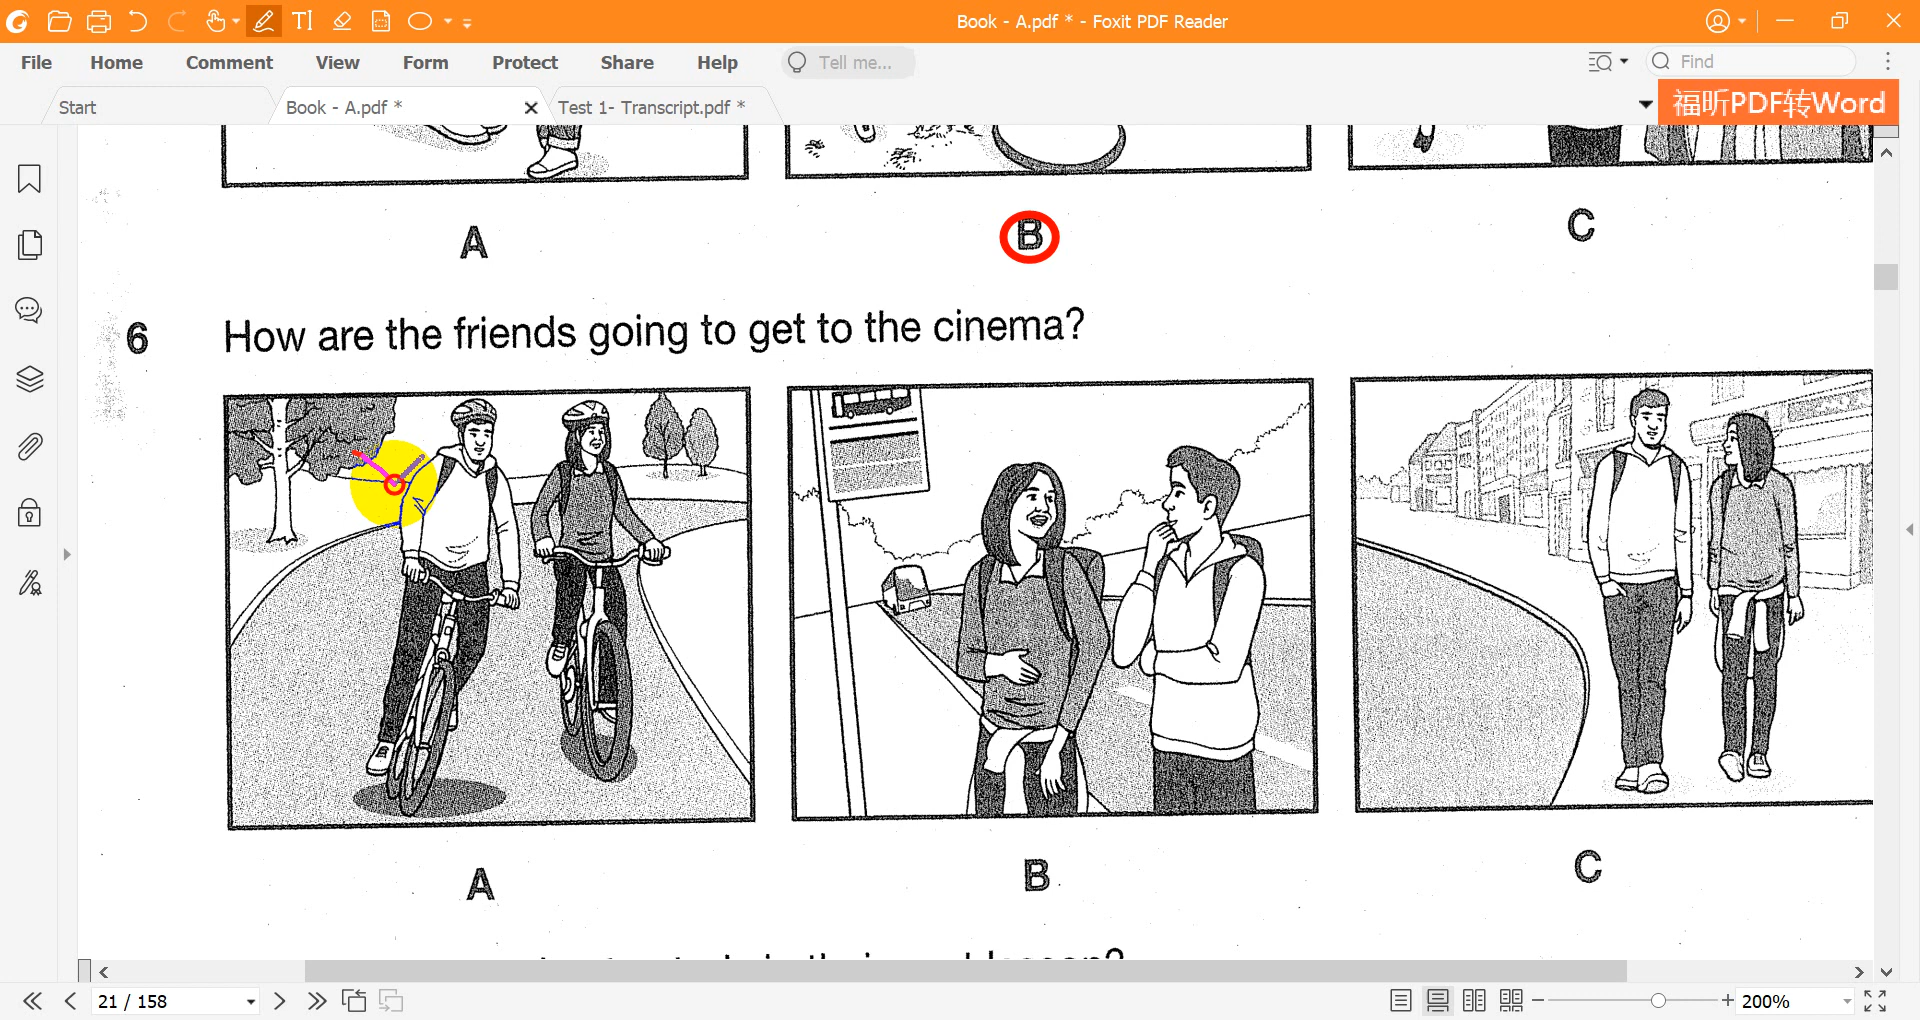 Book - A.pdf * - Foxit PDF Reader
File Home Comment View Form Protect Share Help Tell me... Find
Start Book - A.pdf * Test 1- Transcript.pdf * 福昕PDF转Word
A B C
6 How are the friends going to get to the cinema?
A B C
21 / 158 200%